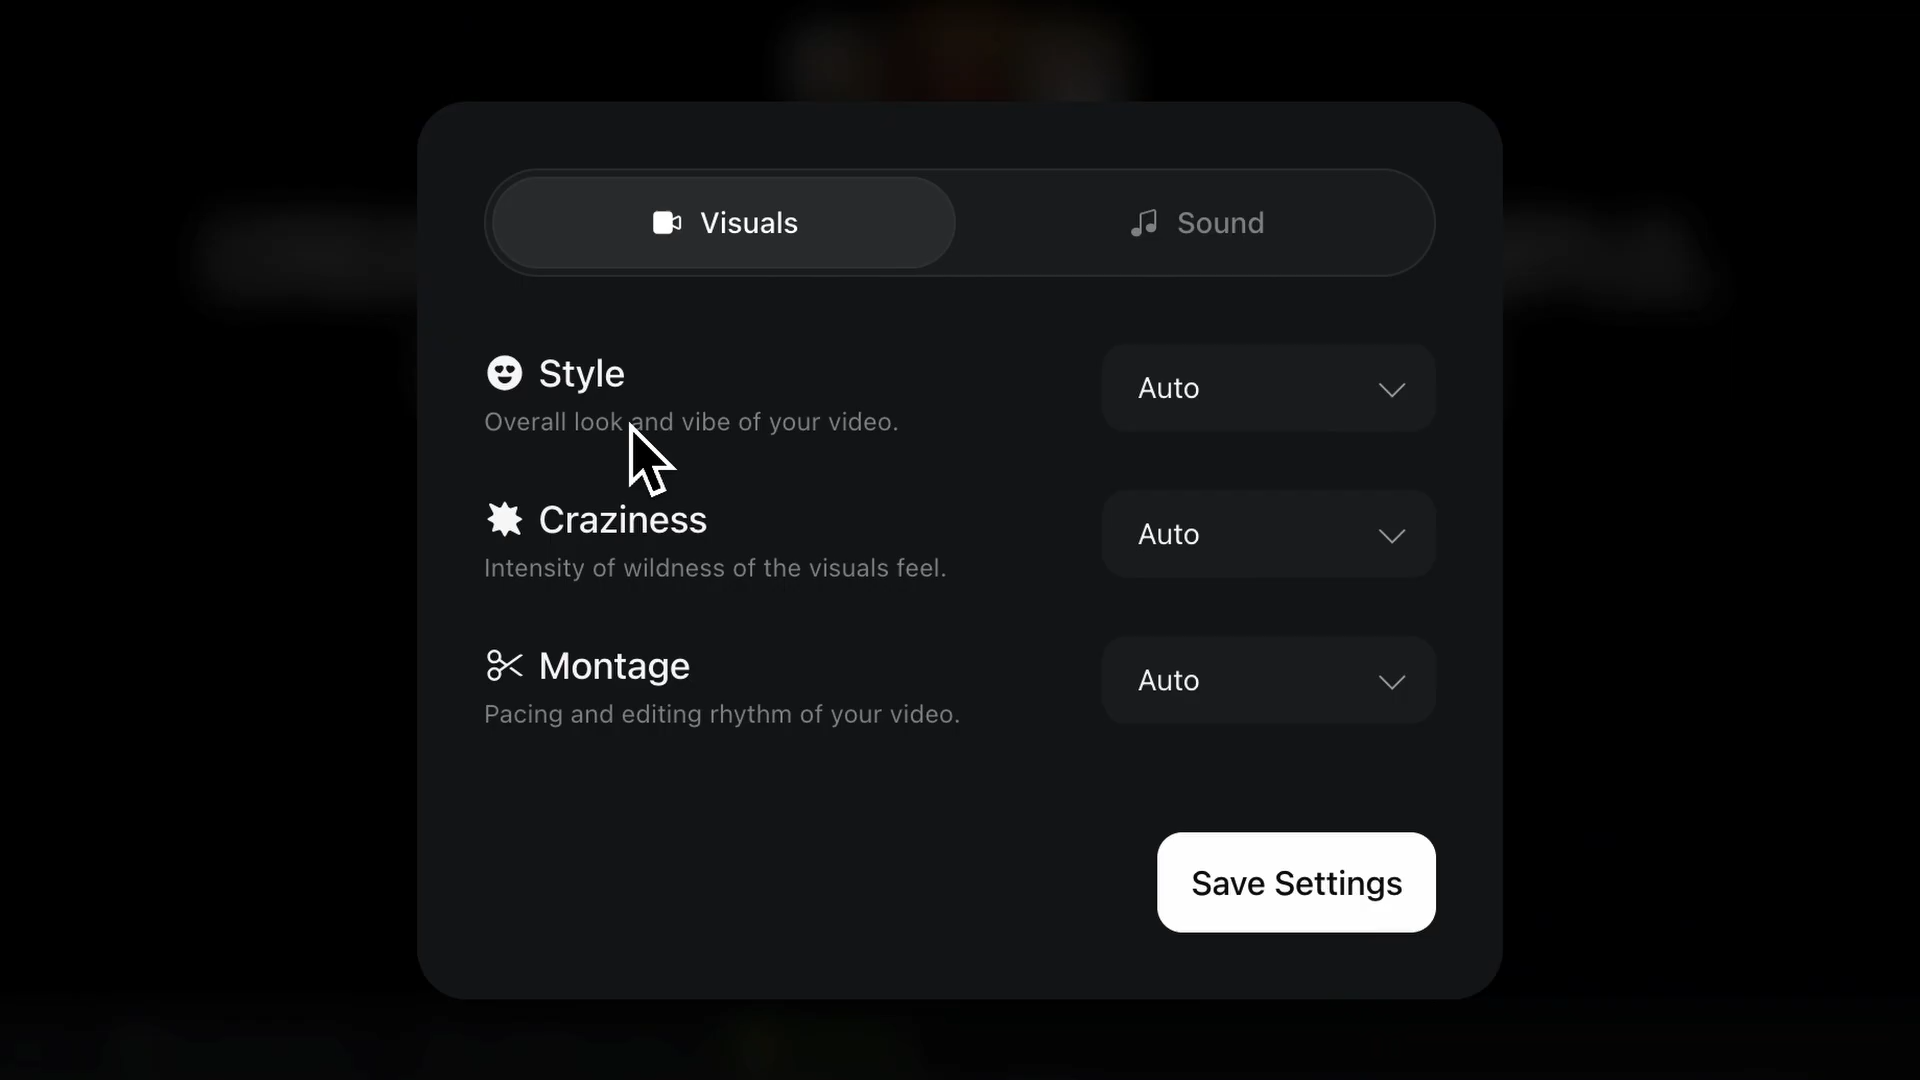 Visuals
Sound
Style
Auto
Overall look and vibe of your video.
Craziness
Auto
Intensity of wildness of the visuals feel.
Montage
Auto
Pacing and editing rhythm of your video.
Save Settings